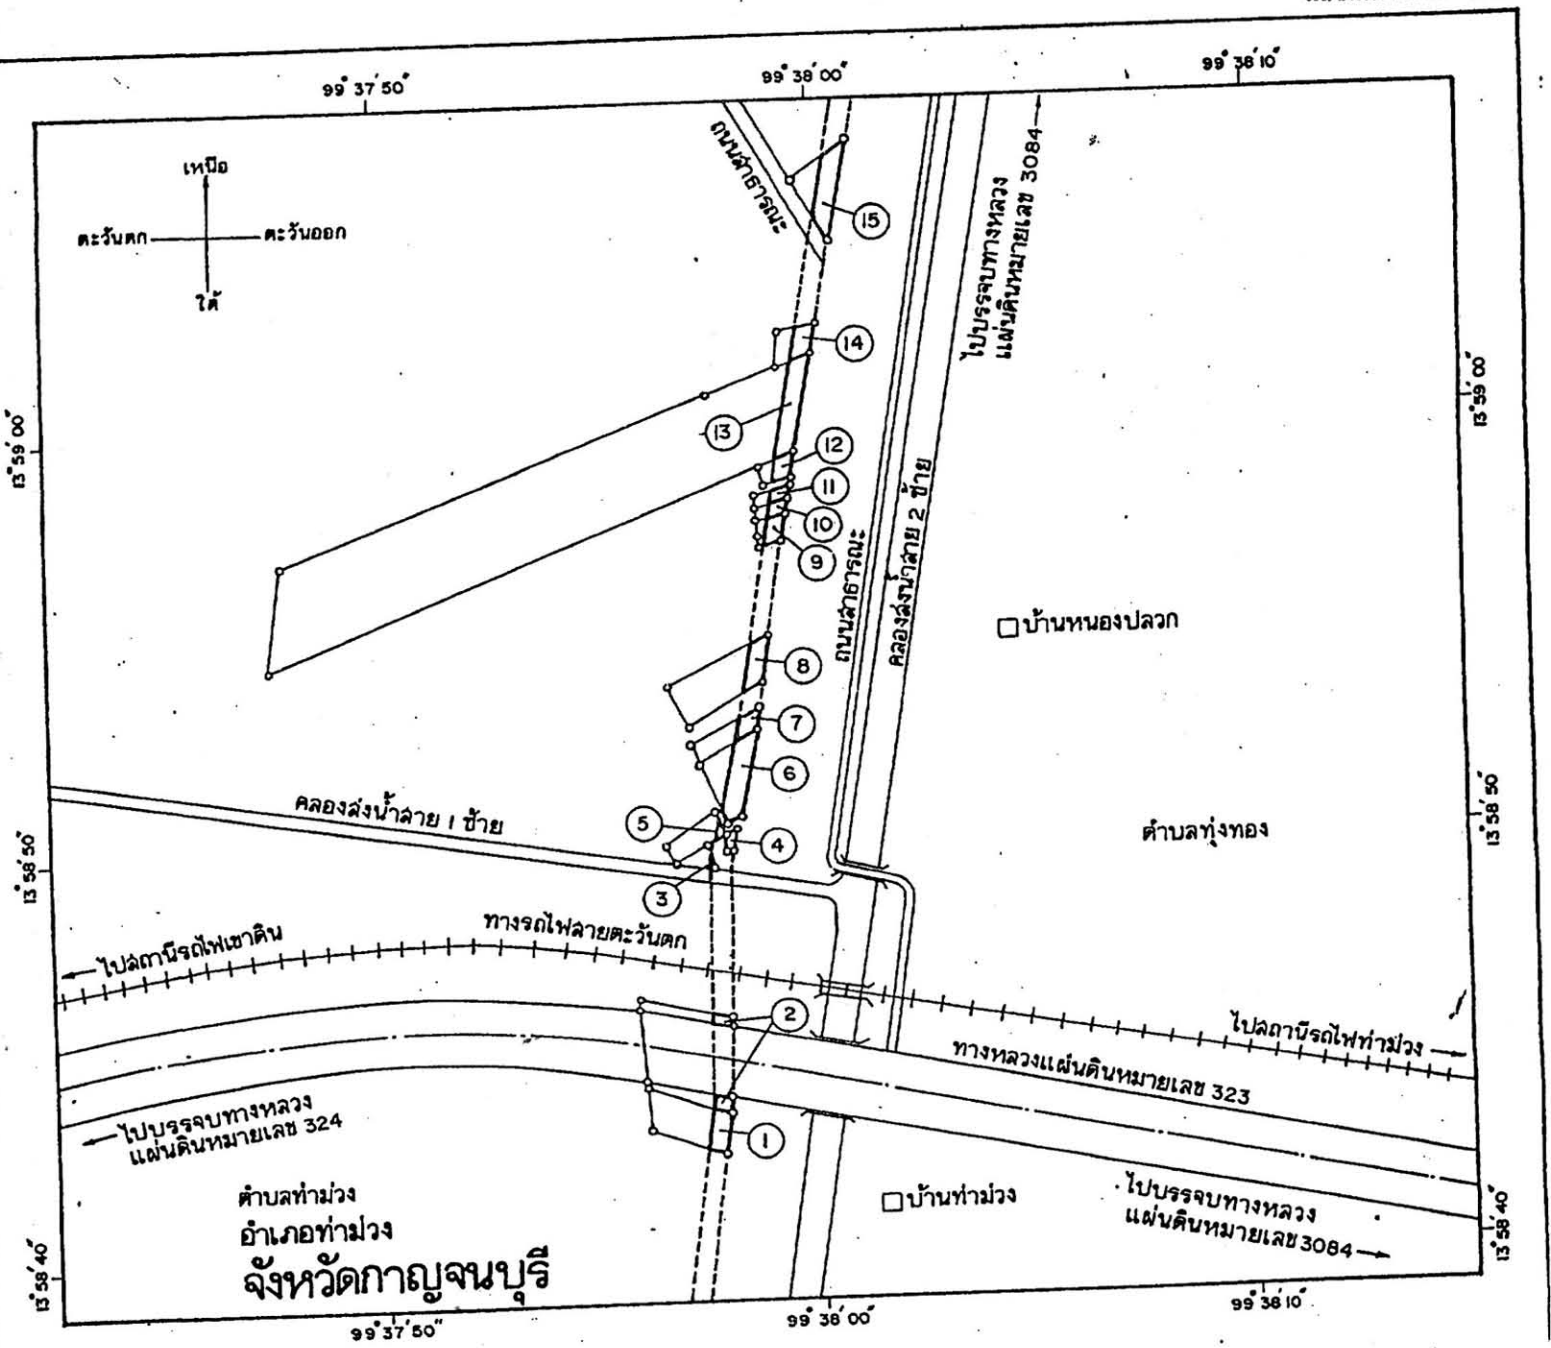 99°37'50"
99°38'00"
99°38'10"
เหนือ
ตะวันตก
ตะวันออก
ใต้
ถนนสาธารณะ
15
ไปบรรจบทางหลวง
แผ่นดินหมายเลข 3084
14
13°59'00"
13°59'00"
13
12
11
10
9
ถนนสาธารณะ
คลองส่งน้ำสาย 2 ซ้าย
บ้านหนองปลวก
8
7
6
คลองส่งน้ำสาย 1 ซ้าย
5
4
3
ตำบลทุ่งทอง
13°58'50"
13°58'50"
ทางรถไฟสายตะวันตก
ไปสถานีรถไฟเขาดิน
2
ไปสถานีรถไฟท่าม่วง
ทางหลวงแผ่นดินหมายเลข 323
ไปบรรจบทางหลวง
แผ่นดินหมายเลข 324
1
ตำบลท่าม่วง
อำเภอท่าม่วง
จังหวัดกาญจนบุรี
บ้านท่าม่วง
ไปบรรจบทางหลวง
แผ่นดินหมายเลข 3084
13°58'40"
13°58'40"
99°37'50"
99°38'00"
99°38'10"